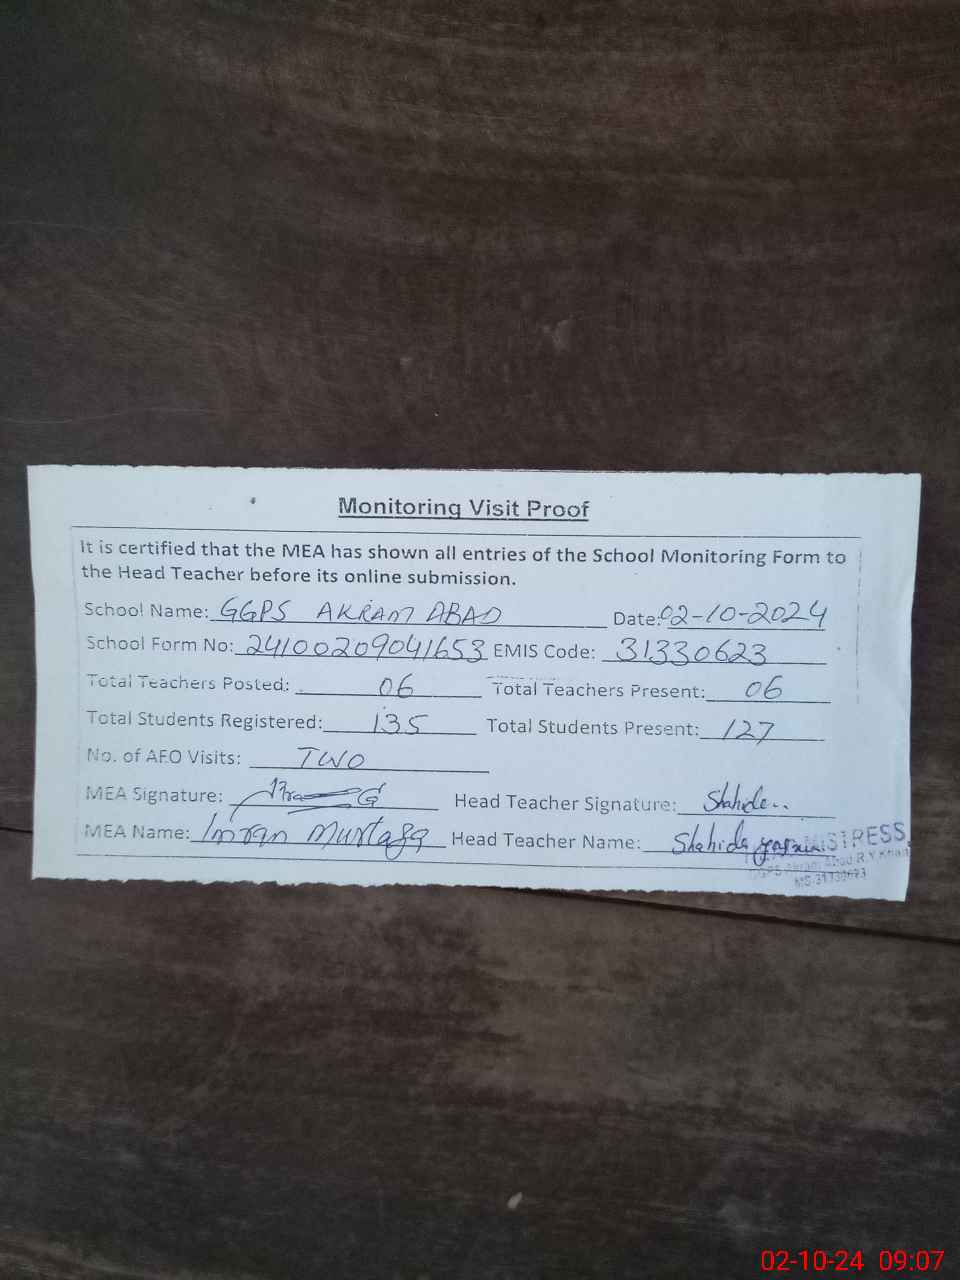 Monitoring Visit Proof
It is certified that the MEA has shown all entries of the School Monitoring Form to
the Head Teacher before its online submission.
School Name: GGPS AKRAM ABAD Date: 02-10-2024
School Form No: 24100209041653 EMIS Code: 31330623
Total Teachers Posted: 06 Total Teachers Present: 06
Total Students Registered: 135 Total Students Present: 127
No. of AEO Visits: TWO
MEA Signature: Head Teacher Signature: Shahida..
MEA Name: Imran Murtaza Head Teacher Name: Shahida MISTRESS
Abad R.Y.Khan
02-10-24 09:07